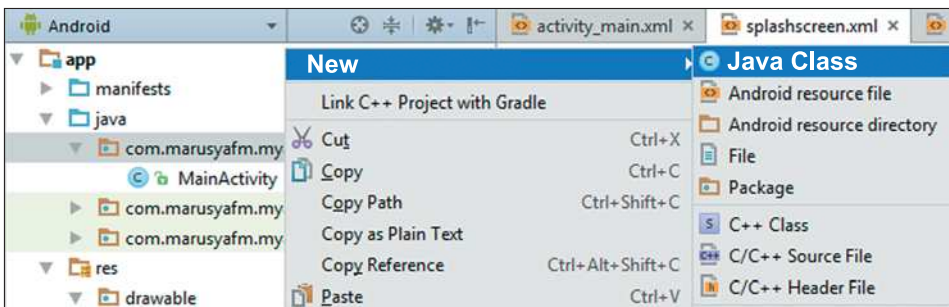 Android
activity_main.xml
splashscreen.xml
app
manifests
java
com.marusyafm.my
MainActivity
com.marusyafm.my
com.marusyafm.my
res
drawable
New
Link C++ Project with Gradle
Cut Ctrl+X
Copy Ctrl+C
Copy Path Ctrl+Shift+C
Copy as Plain Text
Copy Reference Ctrl+Alt+Shift+C
Paste Ctrl+V
Java Class
Android resource file
Android resource directory
File
Package
C++ Class
C/C++ Source File
C/C++ Header File